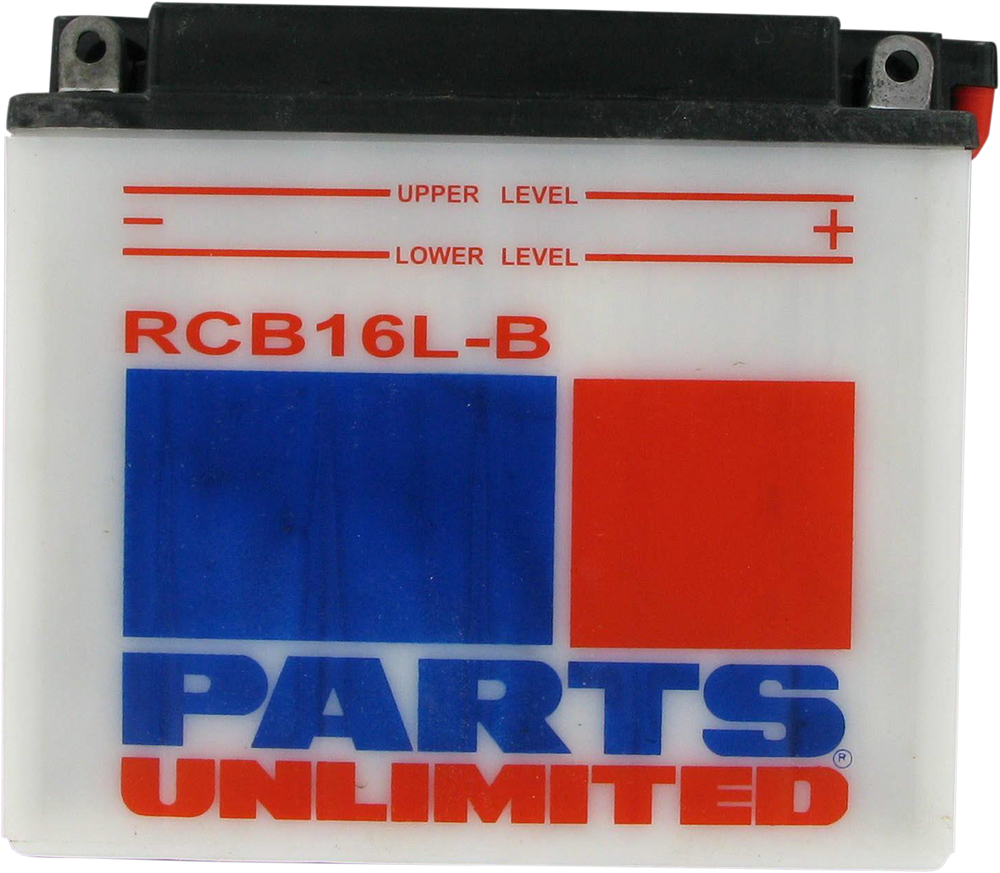 UPPER LEVEL
- +
LOWER LEVEL
RCB16L-B
PARTS
UNLIMITED®